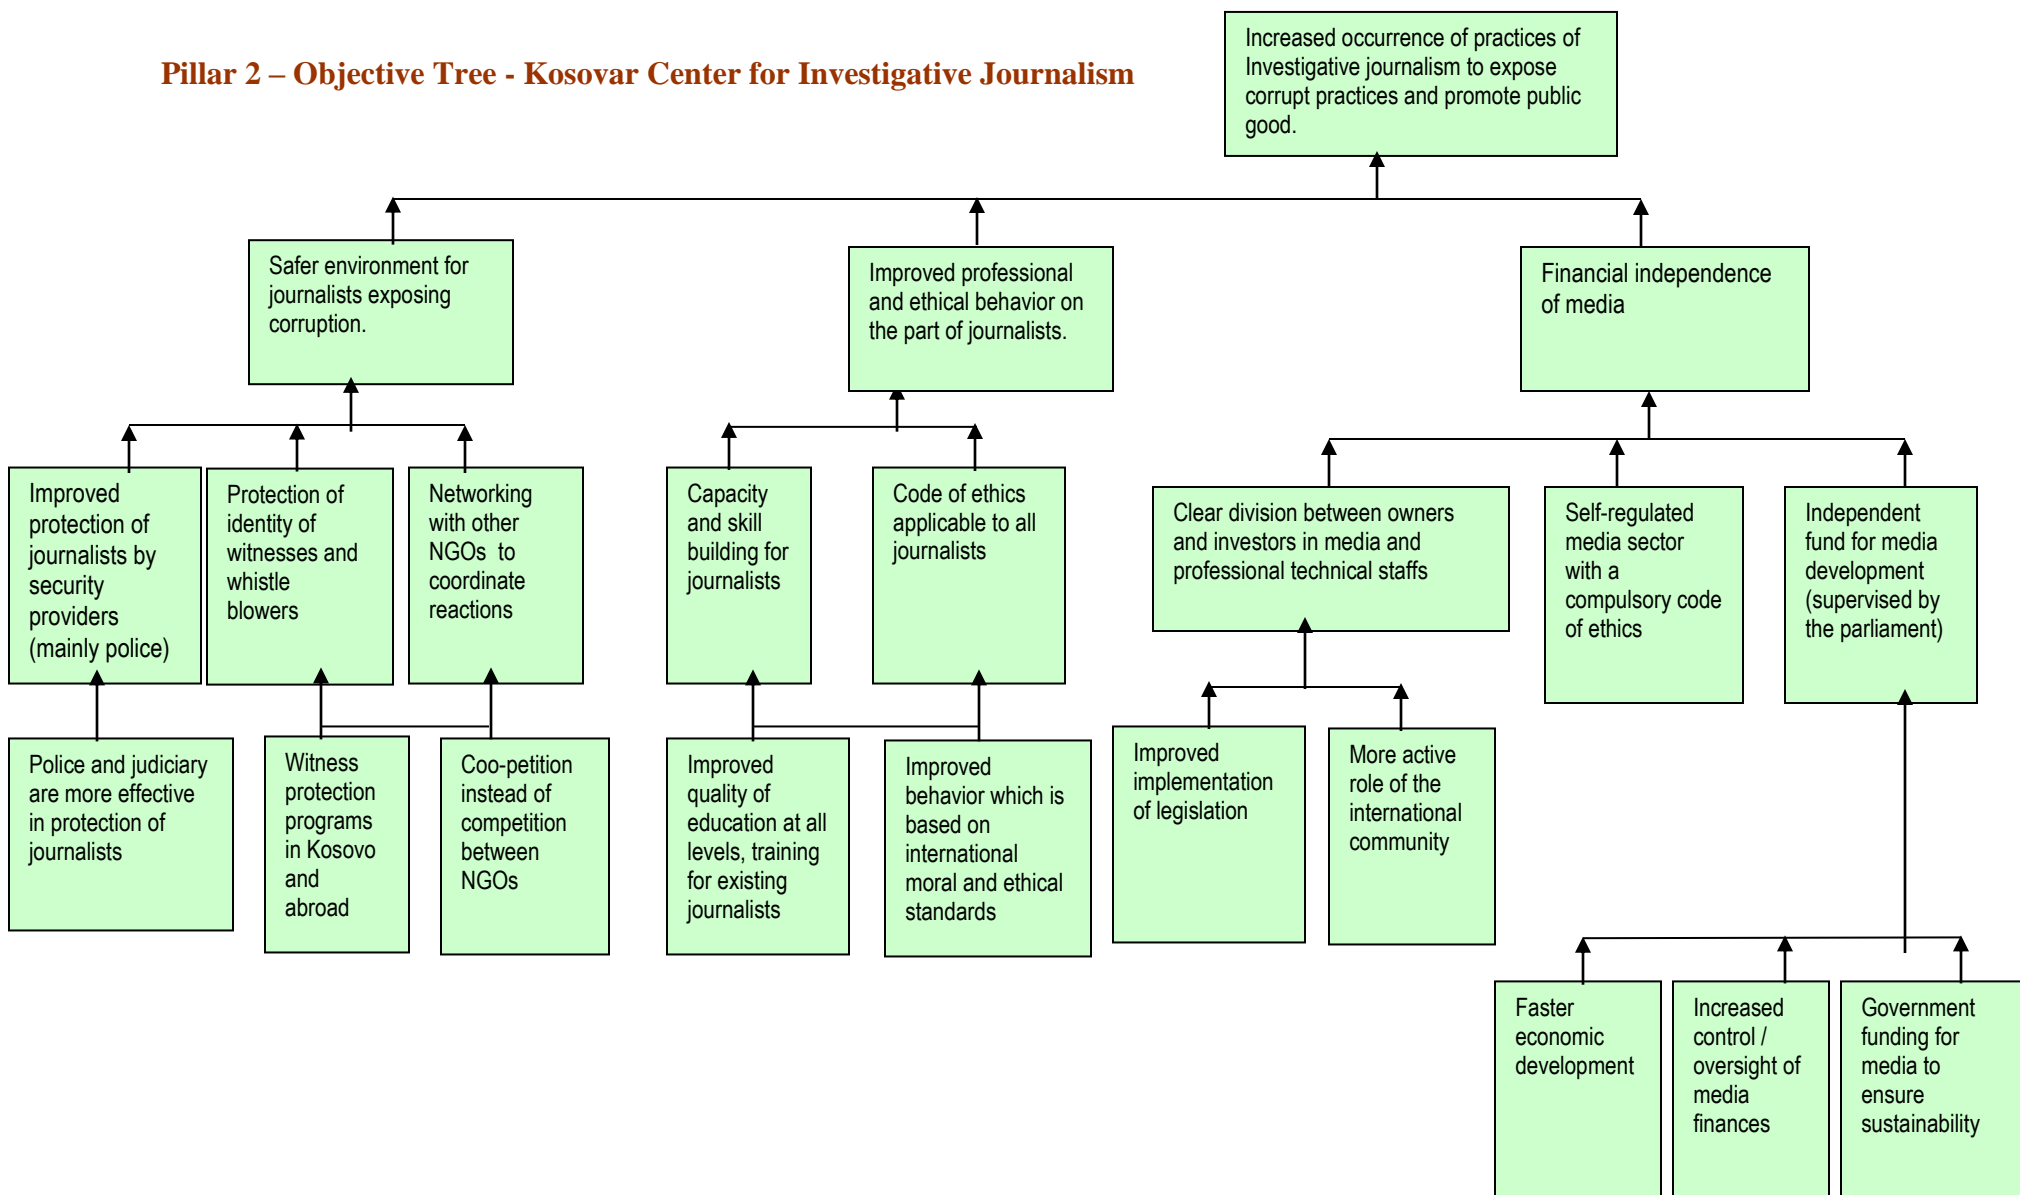 Pillar 2 – Objective Tree - Kosovar Center for Investigative Journalism
Increased occurrence of practices of
Investigative journalism to expose
corrupt practices and promote public
good.
Safer environment for
journalists exposing
corruption.
Improved professional
and ethical behavior on
the part of journalists.
Financial independence
of media
Improved
protection of
journalists by
security
providers
(mainly police)
Protection of
identity of
witnesses and
whistle
blowers
Networking
with other
NGOs  to
coordinate
reactions
Capacity
and skill
building for
journalists
Code of ethics
applicable to all
journalists
Clear division between owners
and investors in media and
professional technical staffs
Self-regulated
media sector
with a
compulsory code
of ethics
Independent
fund for media
development
(supervised by
the parliament)
Police and judiciary
are more effective
in protection of
journalists
Witness
protection
programs
in Kosovo
and
abroad
Coo-petition
instead of
competition
between
NGOs
Improved
quality of
education at all
levels, training
for existing
journalists
Improved
behavior which is
based on
international
moral and ethical
standards
Improved
implementation
of legislation
More active
role of the
international
community
Faster
economic
development
Increased
control /
oversight of
media
finances
Government
funding for
media to
ensure
sustainability